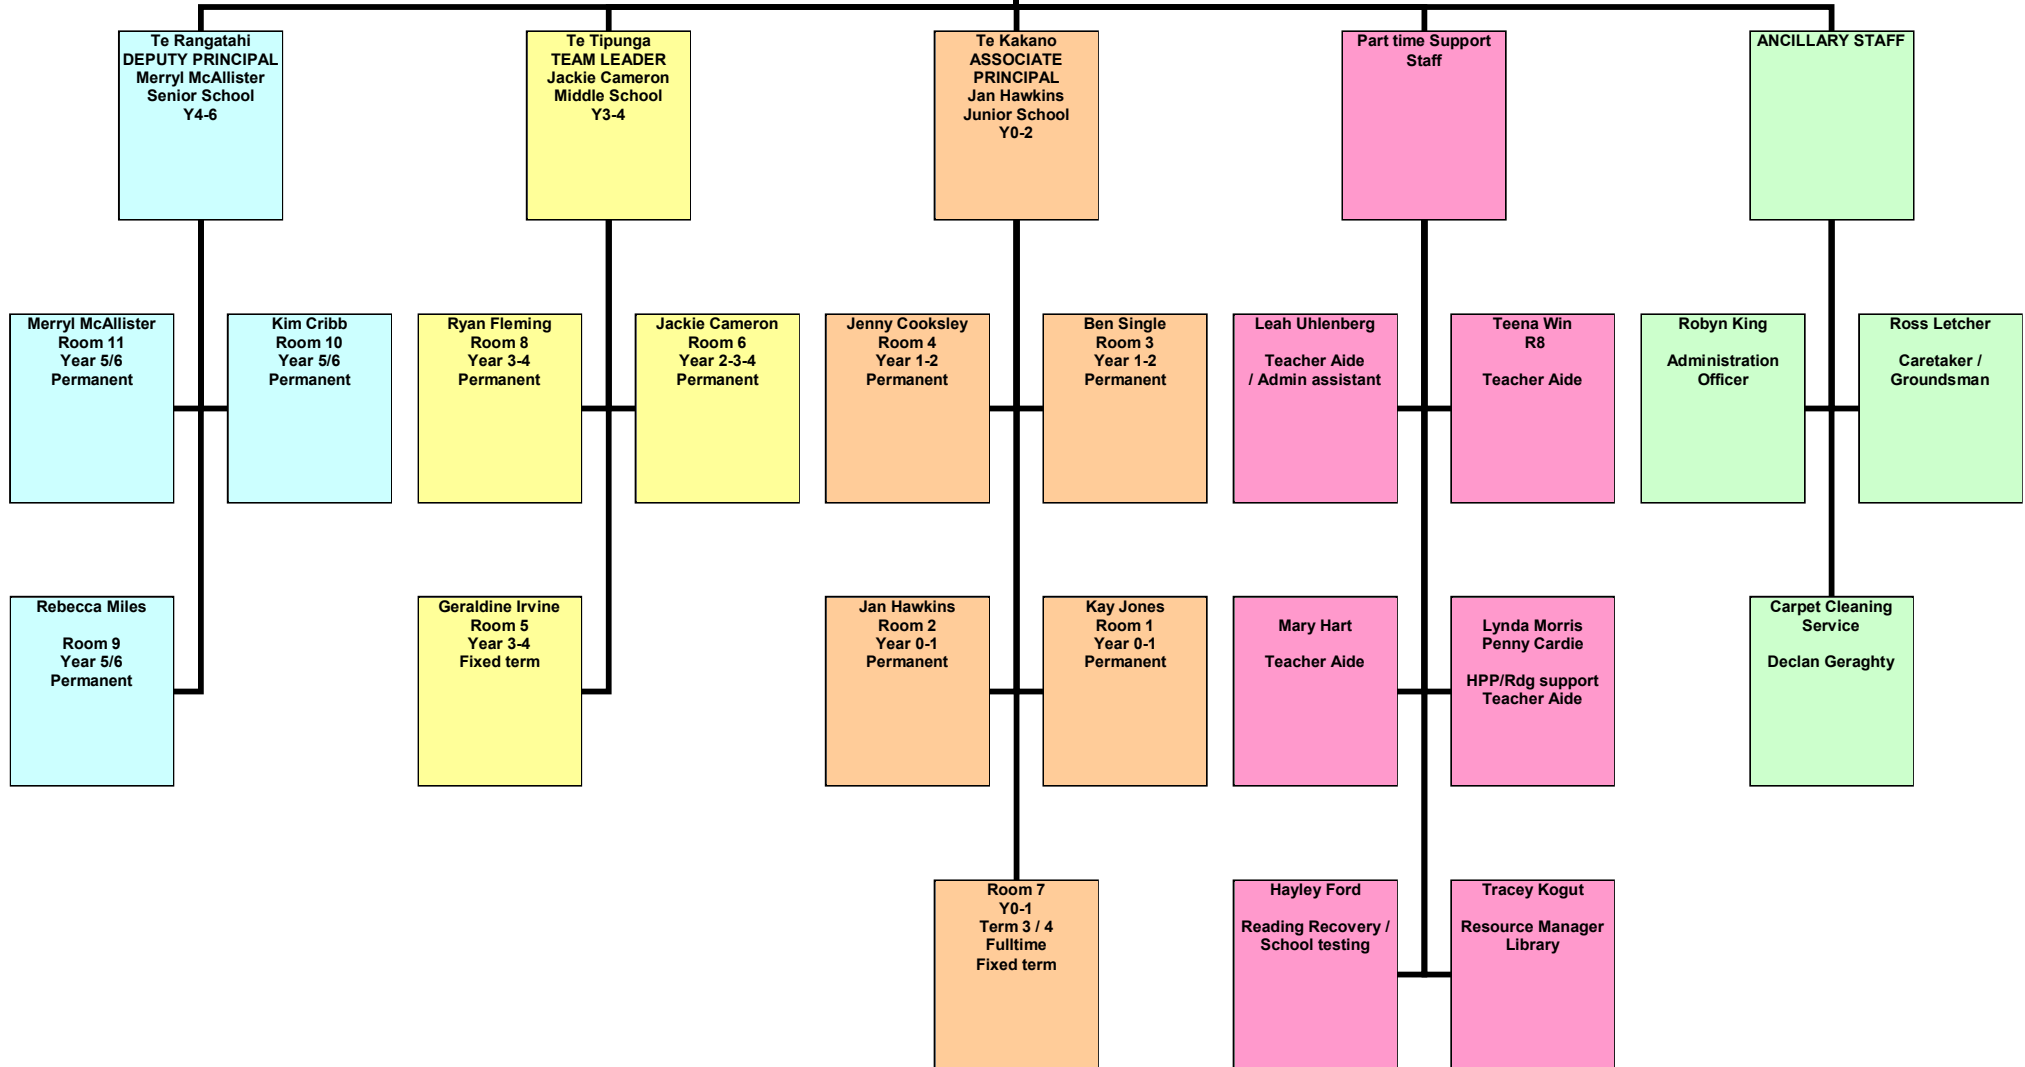 Te Rangatahi
DEPUTY PRINCIPAL
Merryl McAllister
Senior School
Y4-6
Te Tipunga
TEAM LEADER
Jackie Cameron
Middle School
Y3-4
Te Kakano
ASSOCIATE
PRINCIPAL
Jan Hawkins
Junior School
Y0-2
Part time Support
Staff
ANCILLARY STAFF
Merryl McAllister
Room 11
Year 5/6
Permanent
Kim Cribb
Room 10
Year 5/6
Permanent
Ryan Fleming
Room 8
Year 3-4
Permanent
Jackie Cameron
Room 6
Year 2-3-4
Permanent
Jenny Cooksley
Room 4
Year 1-2
Permanent
Ben Single
Room 3
Year 1-2
Permanent
Leah Uhlenberg
Teacher Aide
/ Admin assistant
Teena Win
R8
Teacher Aide
Robyn King
Administration
Officer
Ross Letcher
Caretaker /
Groundsman
Rebecca Miles
Room 9
Year 5/6
Permanent
Geraldine Irvine
Room 5
Year 3-4
Fixed term
Jan Hawkins
Room 2
Year 0-1
Permanent
Kay Jones
Room 1
Year 0-1
Permanent
Mary Hart
Teacher Aide
Lynda Morris
Penny Cardie
HPP/Rdg support
Teacher Aide
Carpet Cleaning
Service
Declan Geraghty
Room 7
Y0-1
Term 3 / 4
Fulltime
Fixed term
Hayley Ford
Reading Recovery /
School testing
Tracey Kogut
Resource Manager
Library